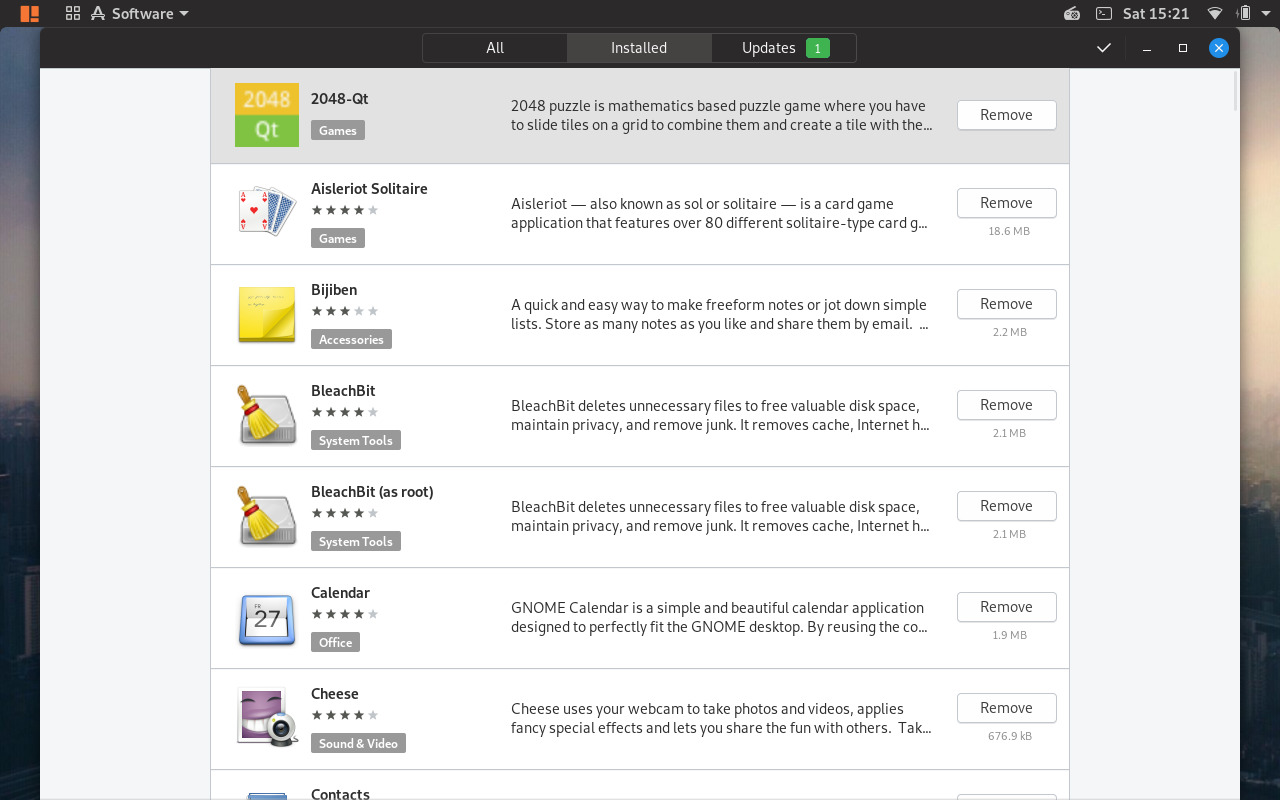 Software
Sat 15:21
All
Installed
Updates 1
2048
Qt
2048-Qt
Games
2048 puzzle is mathematics based puzzle game where you have
to slide tiles on a grid to combine them and create a tile with the...
Remove
Aisleriot Solitaire
Games
Aisleriot — also known as sol or solitaire — is a card game
application that features over 80 different solitaire-type card g...
Remove
18.6 MB
Bijiben
Accessories
A quick and easy way to make freeform notes or jot down simple
lists. Store as many notes as you like and share them by email. ...
Remove
2.2 MB
BleachBit
System Tools
BleachBit deletes unnecessary files to free valuable disk space,
maintain privacy, and remove junk. It removes cache, Internet h...
Remove
2.1 MB
BleachBit (as root)
System Tools
BleachBit deletes unnecessary files to free valuable disk space,
maintain privacy, and remove junk. It removes cache, Internet h...
Remove
2.1 MB
FR
27
Calendar
Office
GNOME Calendar is a simple and beautiful calendar application
designed to perfectly fit the GNOME desktop. By reusing the co...
Remove
1.9 MB
Cheese
Sound & Video
Cheese uses your webcam to take photos and videos, applies
fancy special effects and lets you share the fun with others. Tak...
Remove
676.9 kB
Contacts